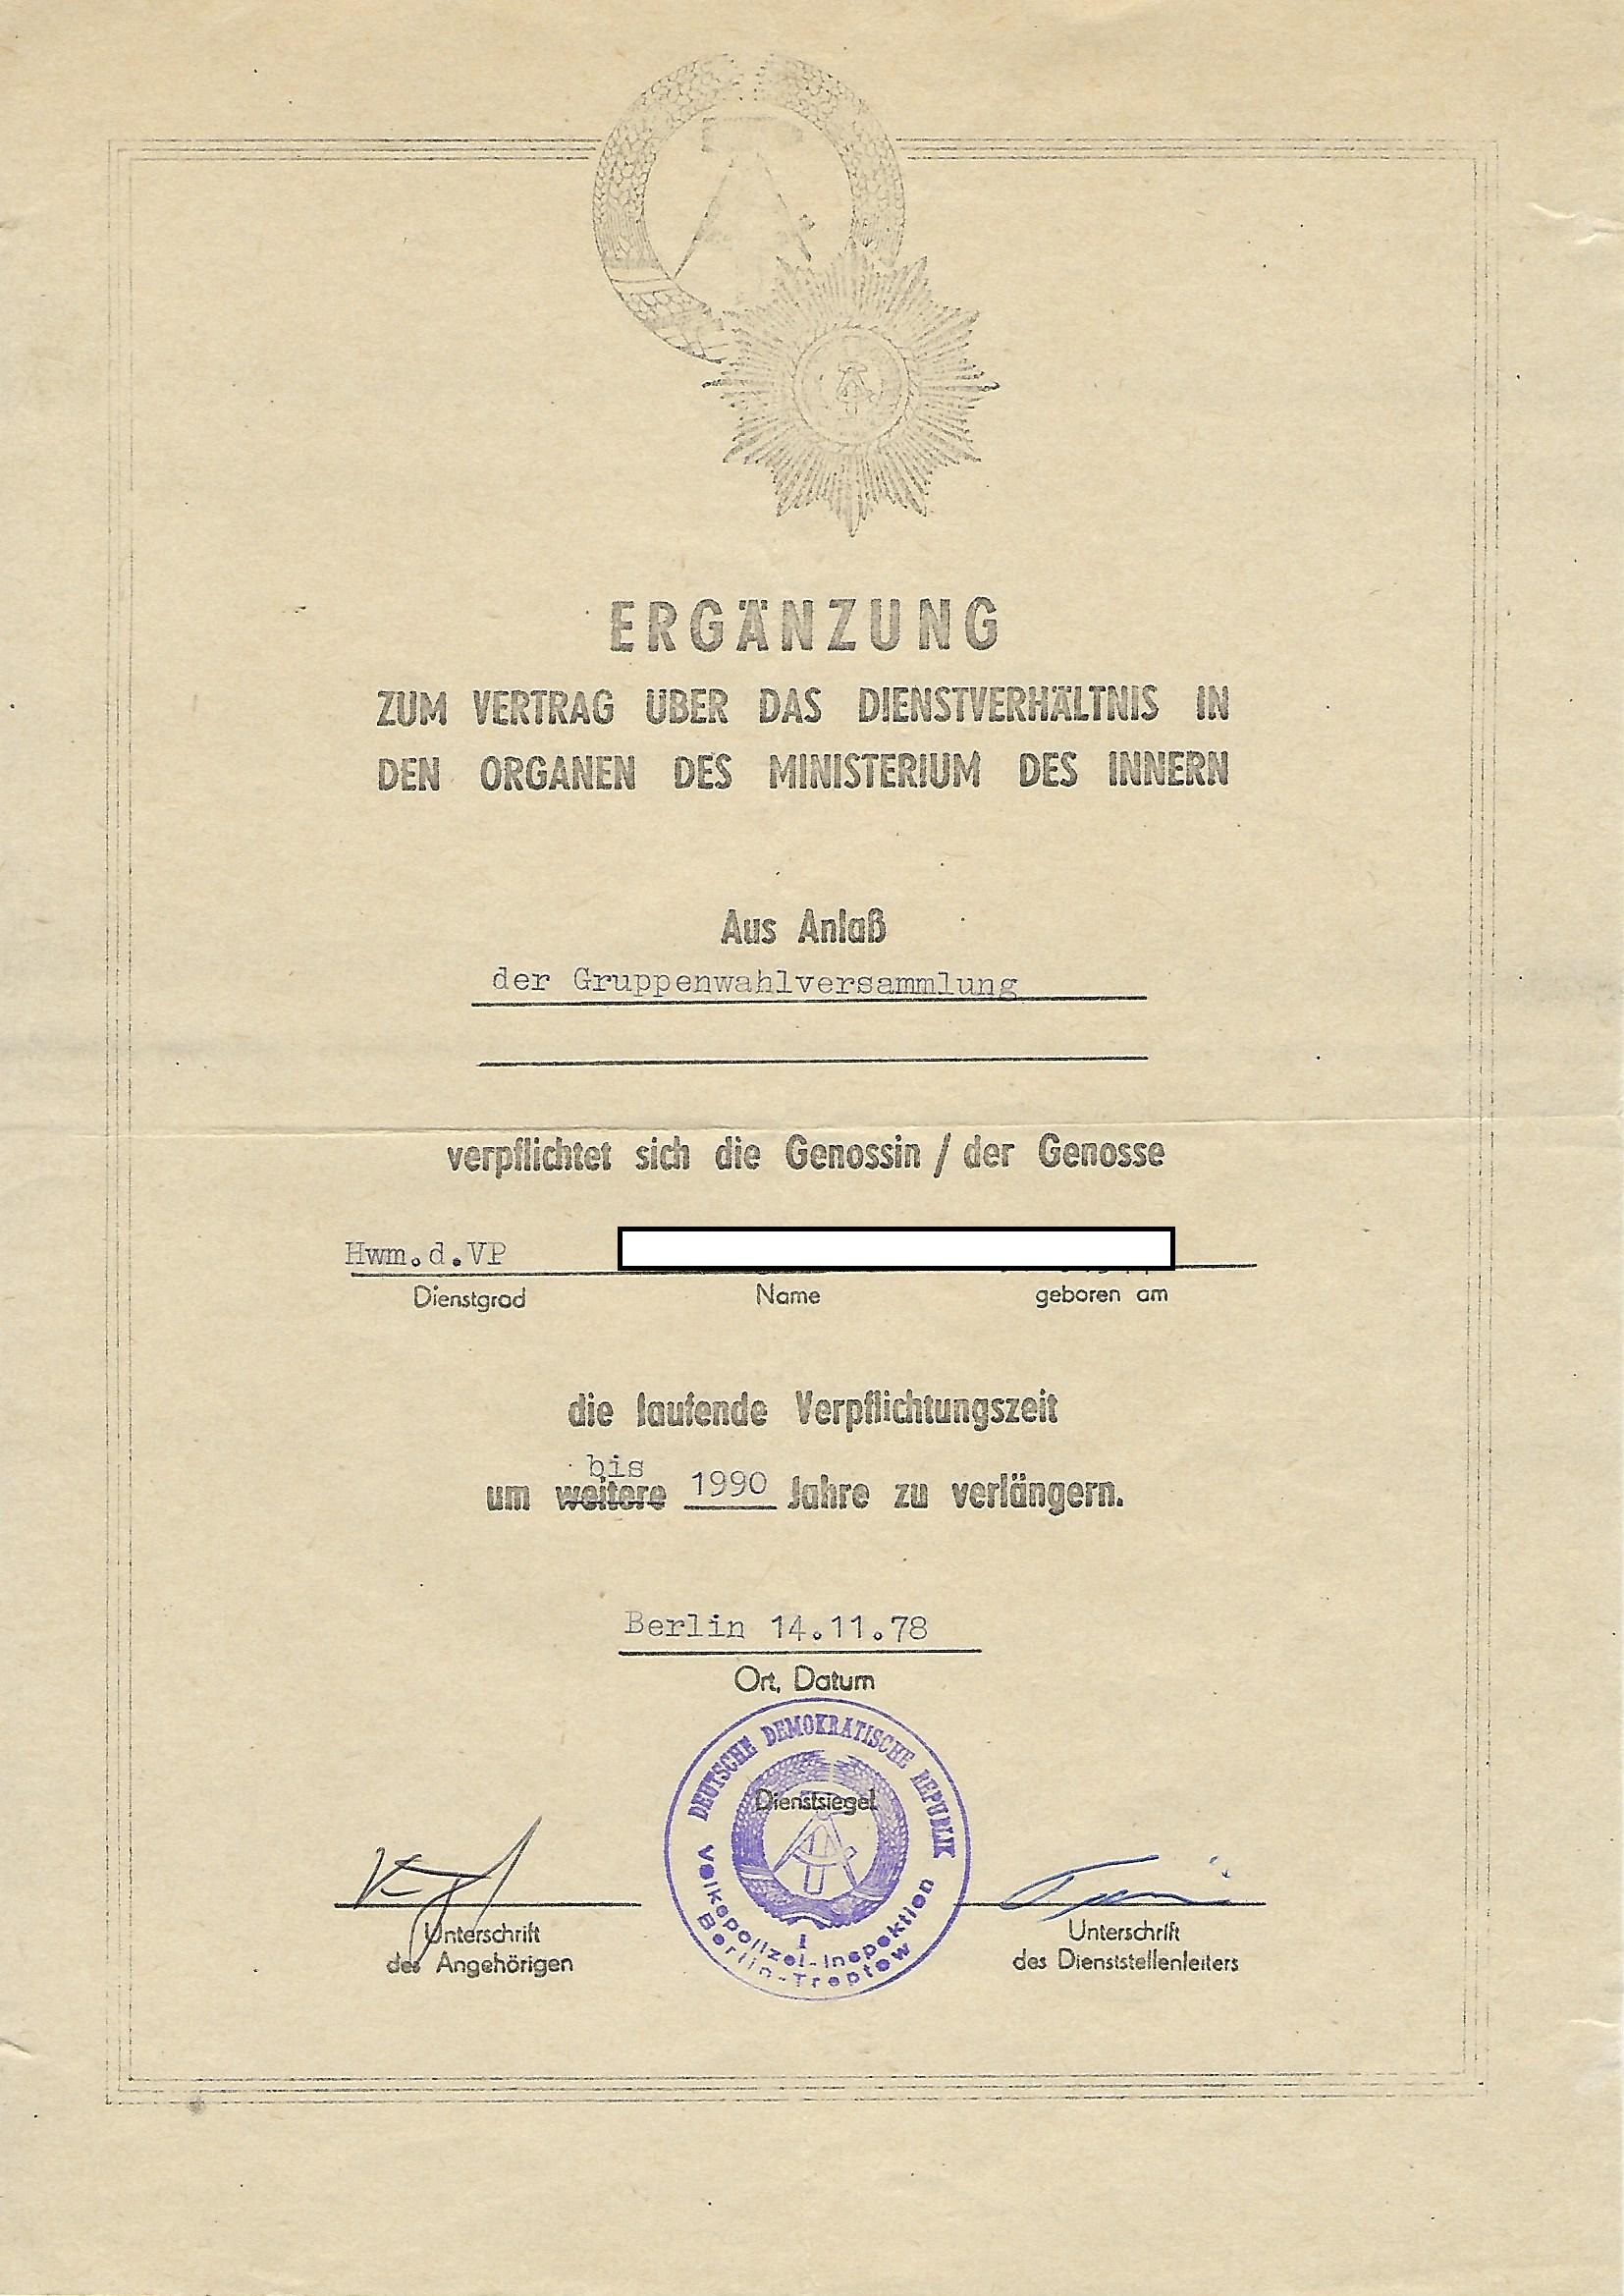 ERGÄNZUNG
ZUM VERTRAG ÜBER DAS DIENSTVERHÄLTNIS IN
DEN ORGANEN DES MINISTERIUM DES INNERN
Aus Anlaß
der Gruppenwahlversammlung
verpflichtet sich die Genossin / der Genosse
Hwm.d.VP
Dienstgrad Name geboren am
die laufende Verpflichtungszeit
bis
um weitere 1990 Jahre zu verlängern.
Berlin 14.11.78
Ort, Datum
DEUTSCHE DEMOKRATISCHE REPUBLIK
Dienstsiegel
1
Volkspolizei-Inspektion
Berlin-Treptow
Unterschrift
des Angehörigen
Unterschrift
des Dienststellenleiters